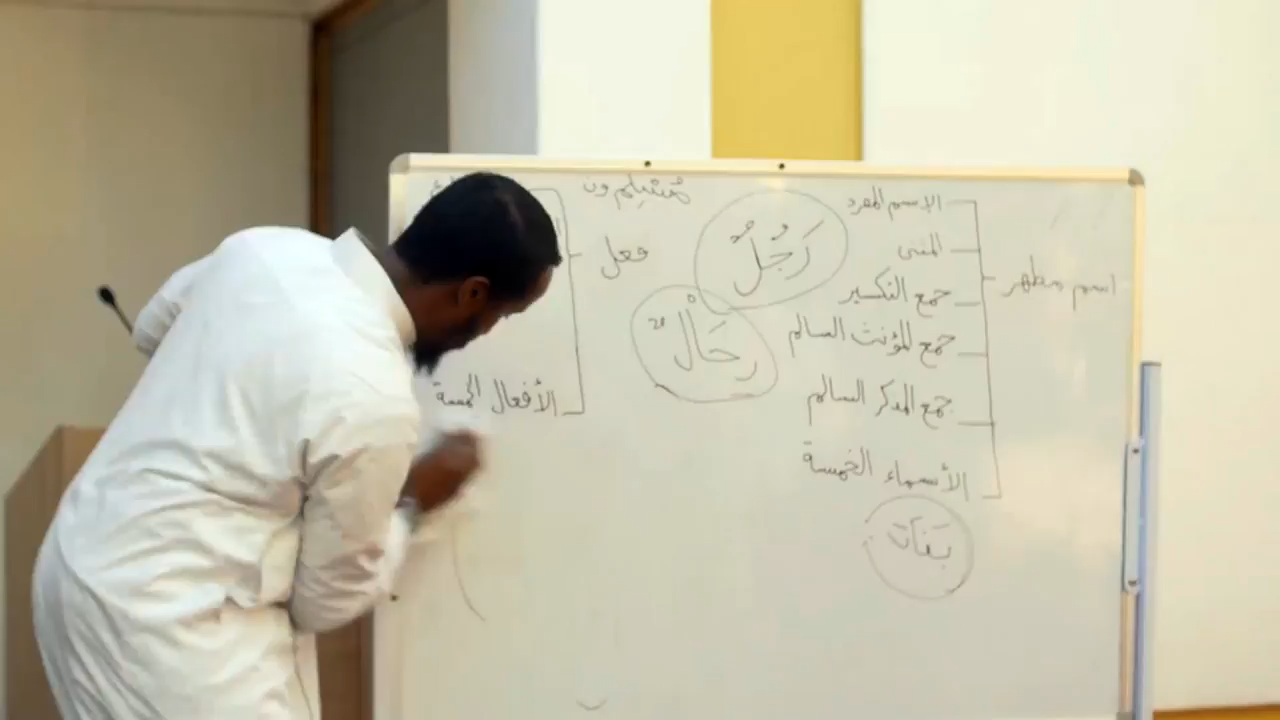 اسم مظهر
الاسم المفرد
المثنى
جمع التكسير
جمع المؤنث السالم
جمع المذكر السالم
الأسماء الخمسة
رَجُلٌ
رِجَالٌ
فعل
الأفعال الخمسة